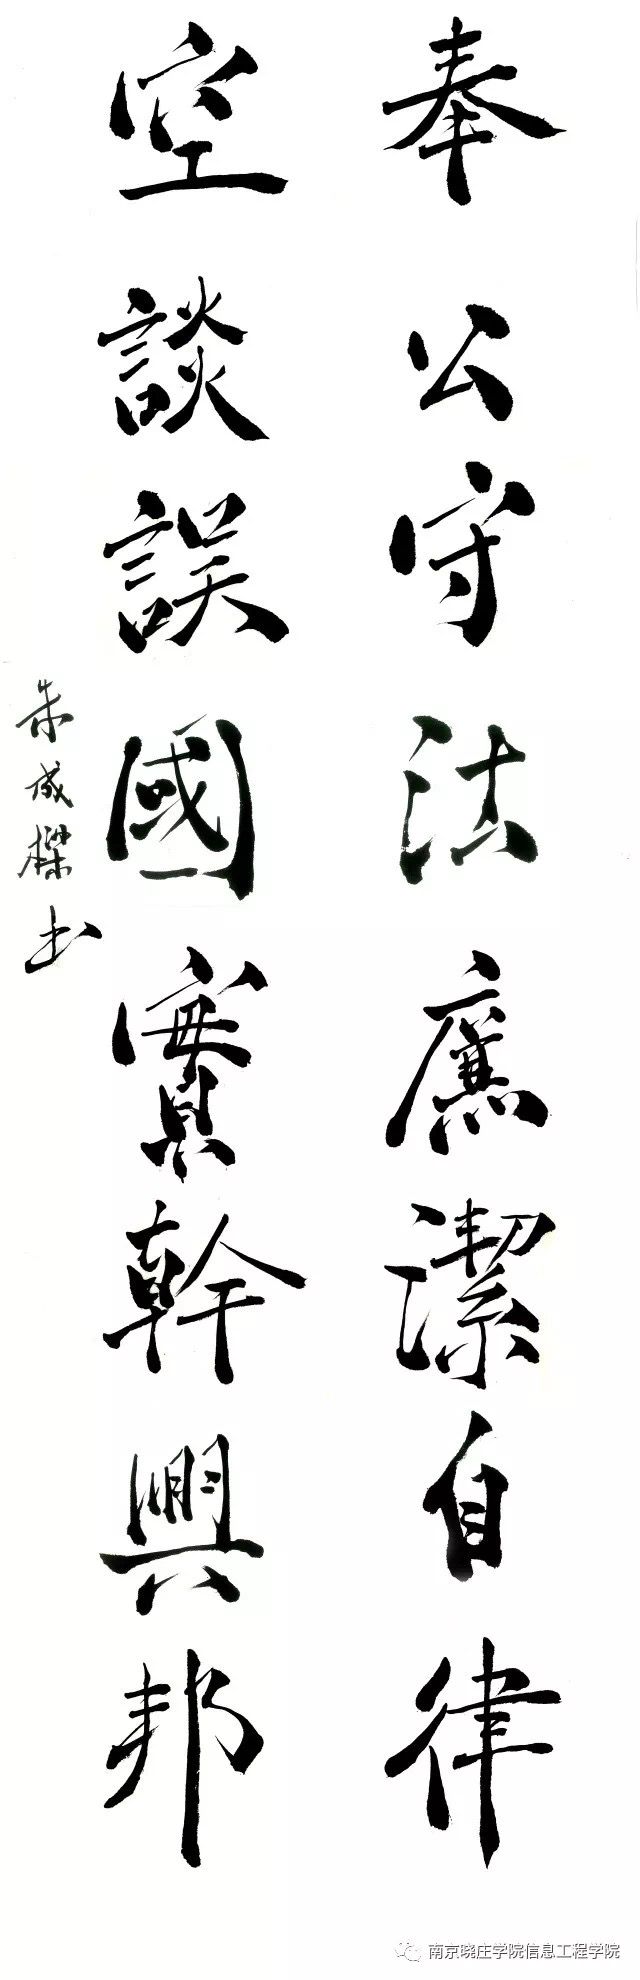 奉公守法廉潔自律
空談誤國實幹興邦
朱成樑书
南京晓庄学院信息工程学院